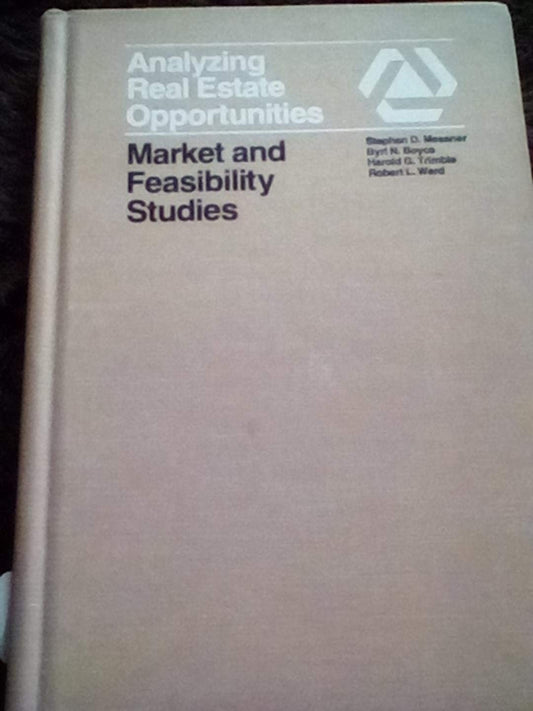 Analyzing
Real Estate
Opportunities
Market and
Feasibility
Studies
Stephen D. Messner
Byrl N. Boyce
Harold G. Trimble
Robert L. Ward